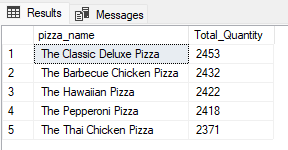 Results Messages
pizza_name Total_Quantity
1 The Classic Deluxe Pizza 2453
2 The Barbecue Chicken Pizza 2432
3 The Hawaiian Pizza 2422
4 The Pepperoni Pizza 2418
5 The Thai Chicken Pizza 2371